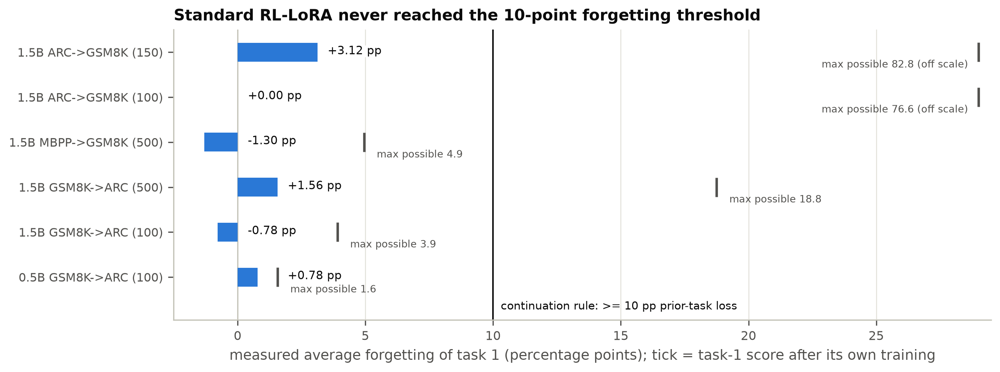 Standard RL-LoRA never reached the 10-point forgetting threshold
1.5B ARC->GSM8K (150)
+3.12 pp
max possible 82.8 (off scale)
1.5B ARC->GSM8K (100)
+0.00 pp
max possible 76.6 (off scale)
1.5B MBPP->GSM8K (500)
-1.30 pp
max possible 4.9
1.5B GSM8K->ARC (500)
+1.56 pp
max possible 18.8
1.5B GSM8K->ARC (100)
-0.78 pp
max possible 3.9
0.5B GSM8K->ARC (100)
+0.78 pp
max possible 1.6
continuation rule: >= 10 pp prior-task loss
0 5 10 15 20 25
measured average forgetting of task 1 (percentage points); tick = task-1 score after its own training